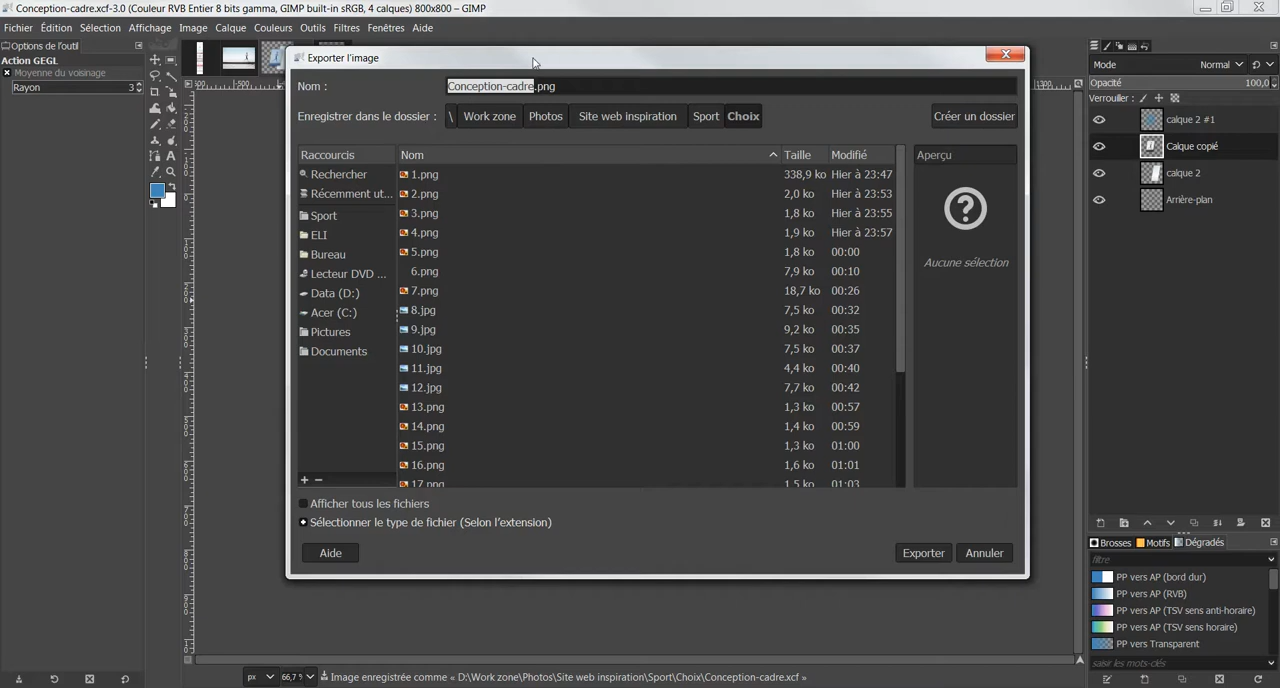 Conception-cadre.xcf-3.0 (Couleur RVB Entier 8 bits gamma, GIMP built-in sRGB, 4 calques) 800x800 – GIMP
Fichier Édition Sélection Affichage Image Calque Couleurs Outils Filtres Fenêtres Aide
Options de l'outil
Action GEGL
Moyenne du voisinage
Rayon 3
Exporter l'image
Nom : Conception-cadre.png
Enregistrer dans le dossier : \ Work zone Photos Site web inspiration Sport Choix Créer un dossier
Raccourcis
Rechercher
Récemment ut...
Sport
ELI
Bureau
Lecteur DVD ...
Data (D:)
Acer (C:)
Pictures
Documents
Nom Taille Modifié
1.png 338,9 ko Hier à 23:47
2.png 2,0 ko Hier à 23:53
3.png 1,8 ko Hier à 23:55
4.png 1,9 ko Hier à 23:57
5.png 1,8 ko 00:00
6.png 7,9 ko 00:10
7.png 18,7 ko 00:26
8.jpg 7,5 ko 00:32
9.jpg 9,2 ko 00:35
10.jpg 7,5 ko 00:37
11.jpg 4,4 ko 00:40
12.jpg 7,7 ko 00:42
13.png 1,3 ko 00:57
14.png 1,4 ko 00:59
15.png 1,3 ko 01:00
16.png 1,6 ko 01:01
17.png 1,5 ko 01:03
Aperçu
Aucune sélection
Afficher tous les fichiers
Sélectionner le type de fichier (Selon l'extension)
Aide Exporter Annuler
Mode Normal
Opacité 100,0
Verrouiller :
calque 2 #1
Calque copié
calque 2
Arrière-plan
Brosses Motifs Dégradés
filtre
PP vers AP (bord dur)
PP vers AP (RVB)
PP vers AP (TSV sens anti-horaire)
PP vers AP (TSV sens horaire)
PP vers Transparent
saisir les mots-clés
px 66,7 % Image enregistrée comme « D:\Work zone\Photos\Site web inspiration\Sport\Choix\Conception-cadre.xcf »